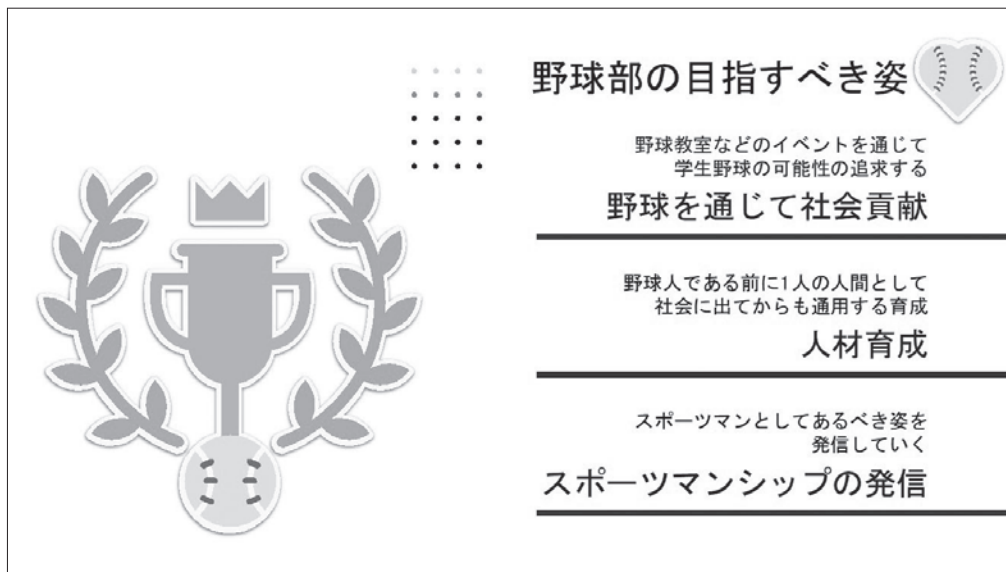 野球部の目指すべき姿
野球教室などのイベントを通じて
学生野球の可能性の追求する
野球を通じて社会貢献
野球人である前に1人の人間として
社会に出てからも通用する育成
人材育成
スポーツマンとしてあるべき姿を
発信していく
スポーツマンシップの発信